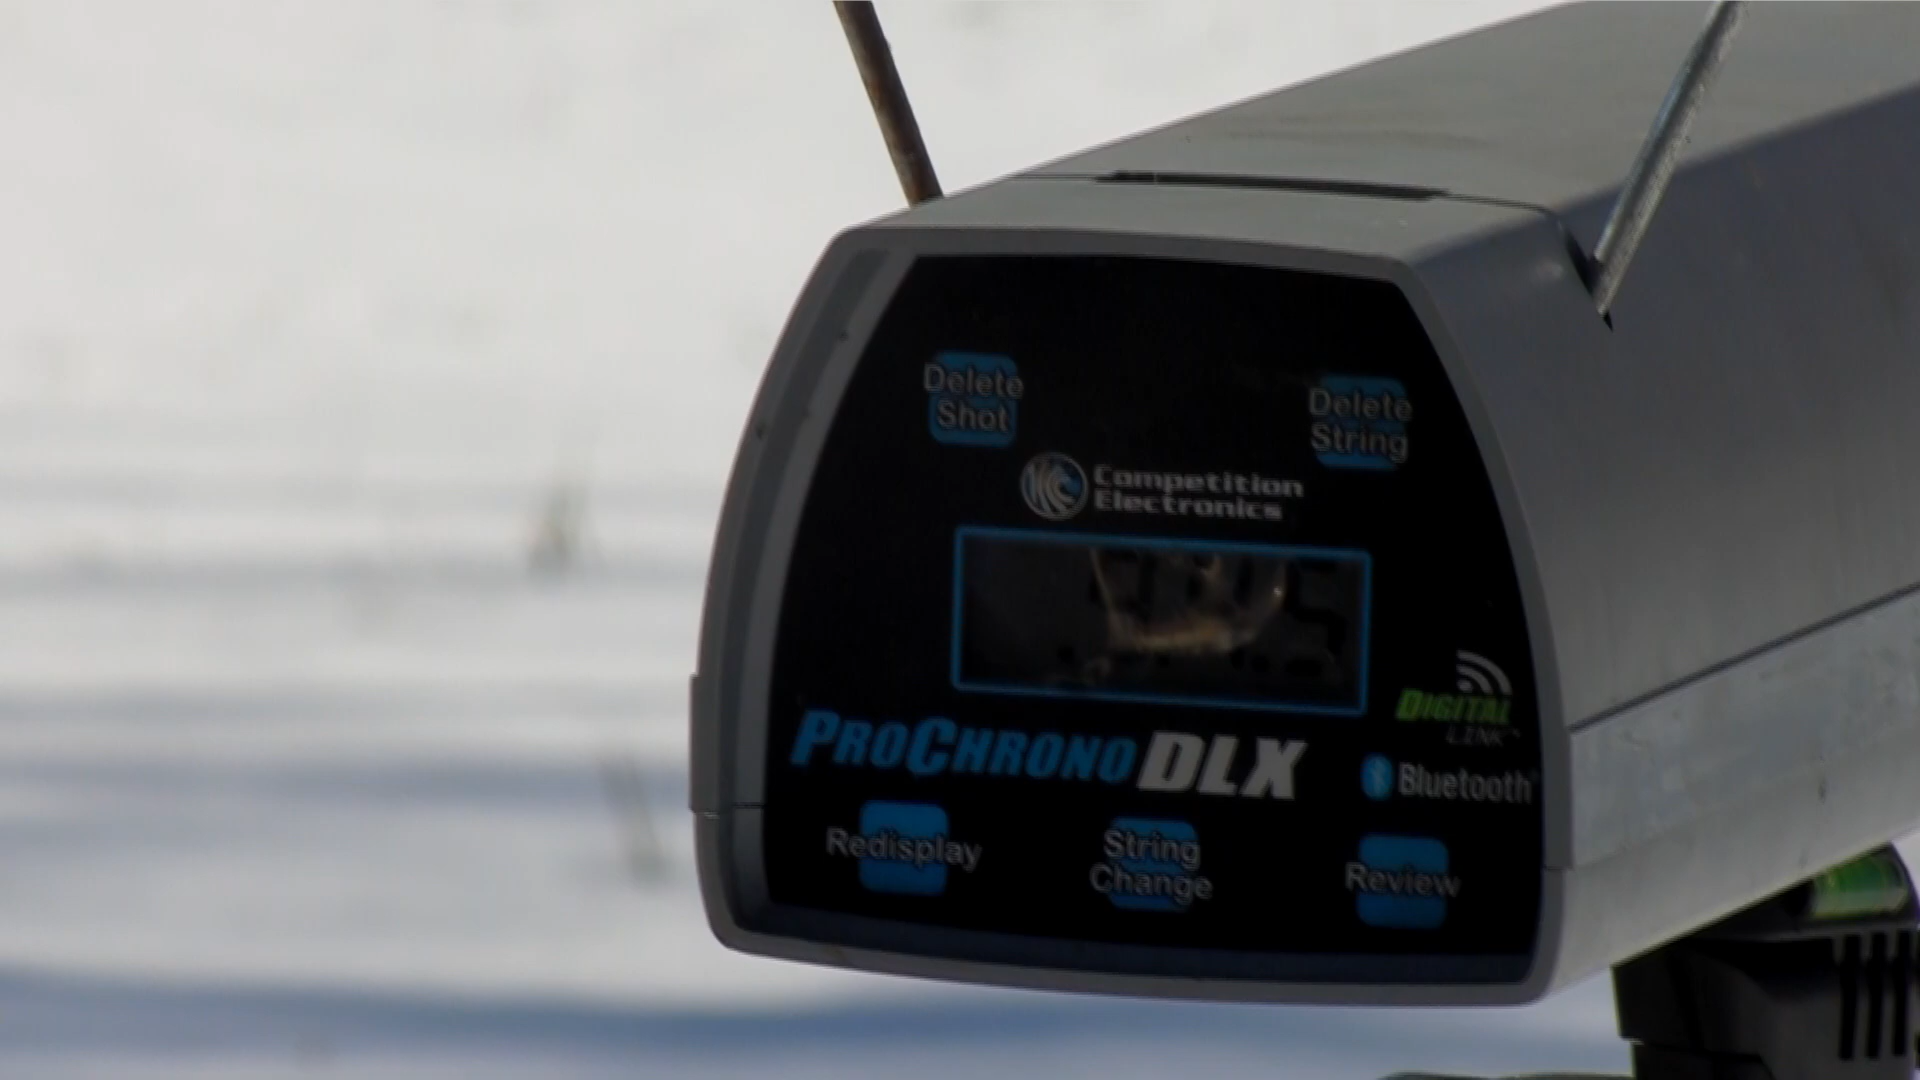 Delete
Shot
Delete
String
Competition
Electronics
DIGITAL
LINK
PROCHRONO DLX
Bluetooth
Redisplay
String
Change
Review